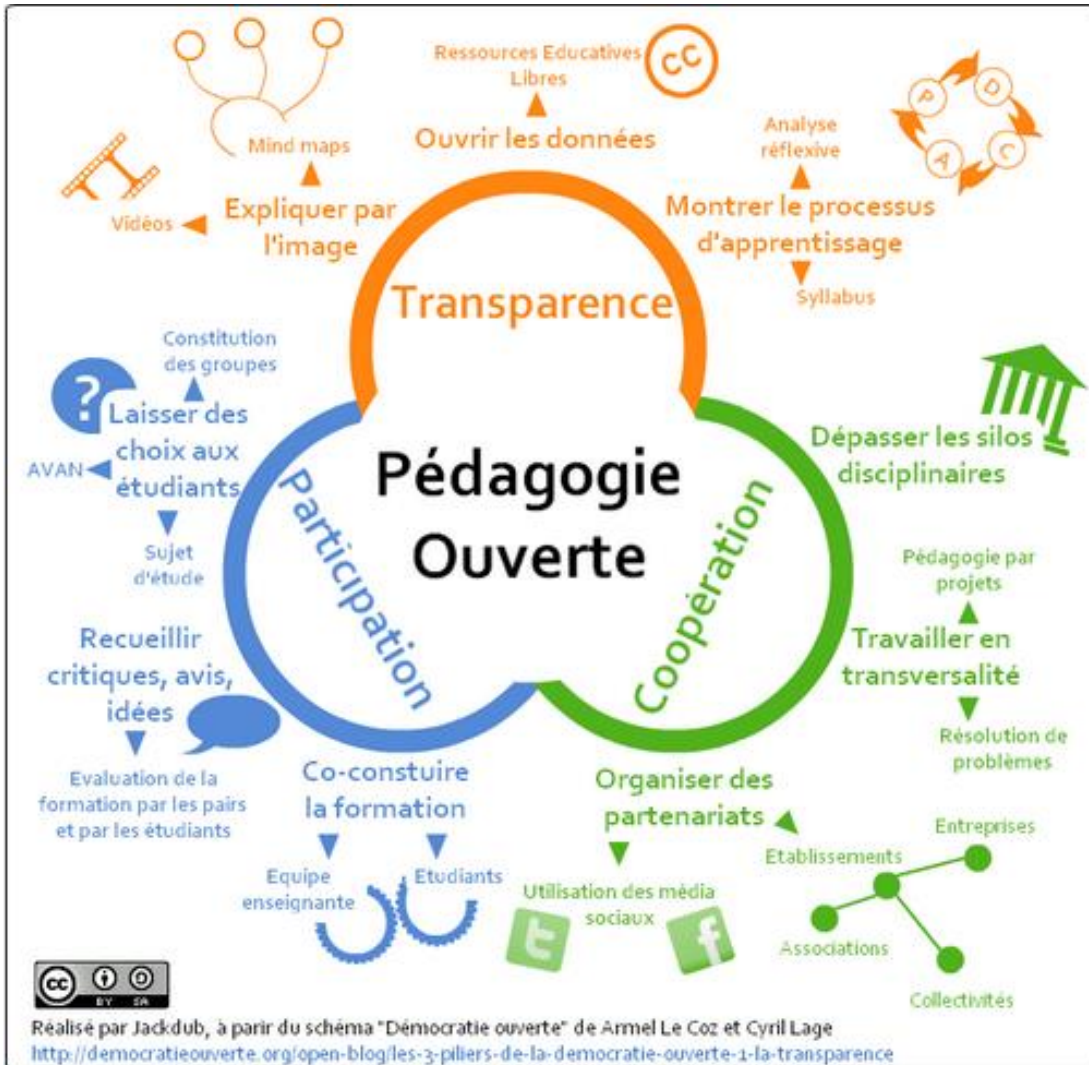 Ressources Educatives
Libres
CC
Ouvrir les données
Mind maps
Expliquer par
l'image
Vidéos
Analyse
réflexive
P
D
C
A
Montrer le processus
d'apprentissage
Syllabus
Transparence
Constitution
des groupes
?
Laisser des
choix aux
étudiants
AVAN
Sujet
d'étude
Dépasser les silos
disciplinaires
Pédagogie
Ouverte
Participation
Coopération
Pédagogie par
projets
Travailler en
transversalité
Résolution de
problèmes
Recueillir
critiques, avis,
idées
Evaluation de la
formation par les pairs
et par les étudiants
Co-constuire
la formation
Equipe
enseignante
Etudiants
Organiser des
partenariats
Utilisation des média
sociaux
t
f
Etablissements
Entreprises
Associations
Collectivités
cc
BY SA
Réalisé par Jackdub, à parir du schéma "Démocratie ouverte" de Armel Le Coz et Cyril Lage
http://democratieouverte.org/open-blog/les-3-piliers-de-la-democratie-ouverte-1-la-transparence